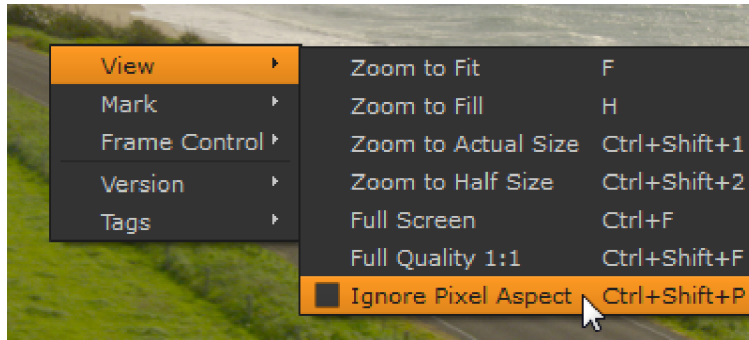 View
Mark
Frame Control
Version
Tags
Zoom to Fit F
Zoom to Fill H
Zoom to Actual Size Ctrl+Shift+1
Zoom to Half Size Ctrl+Shift+2
Full Screen Ctrl+F
Full Quality 1:1 Ctrl+Shift+F
Ignore Pixel Aspect Ctrl+Shift+P